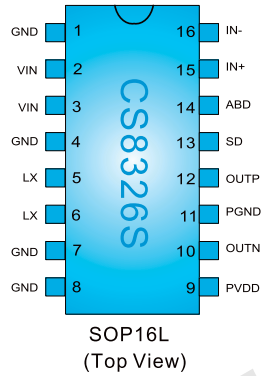 GND 1 16 IN-
VIN 2 15 IN+
VIN 3 14 ABD
GND 4 13 SD
LX 5 12 OUTP
LX 6 11 PGND
GND 7 10 OUTN
GND 8 9 PVDD
CS8326S
SOP16L
(Top View)